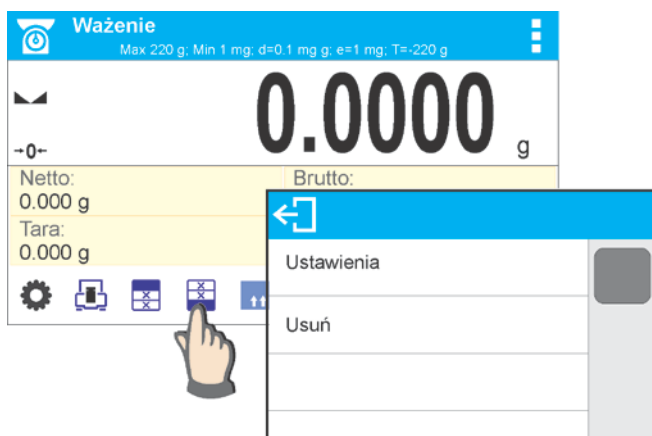 Ważenie
Max 220 g; Min 1 mg; d=0.1 mg g; e=1 mg; T=-220 g
0.0000 g
→0←
Netto: Brutto:
0.000 g
Tara:
0.000 g
Ustawienia
Usuń